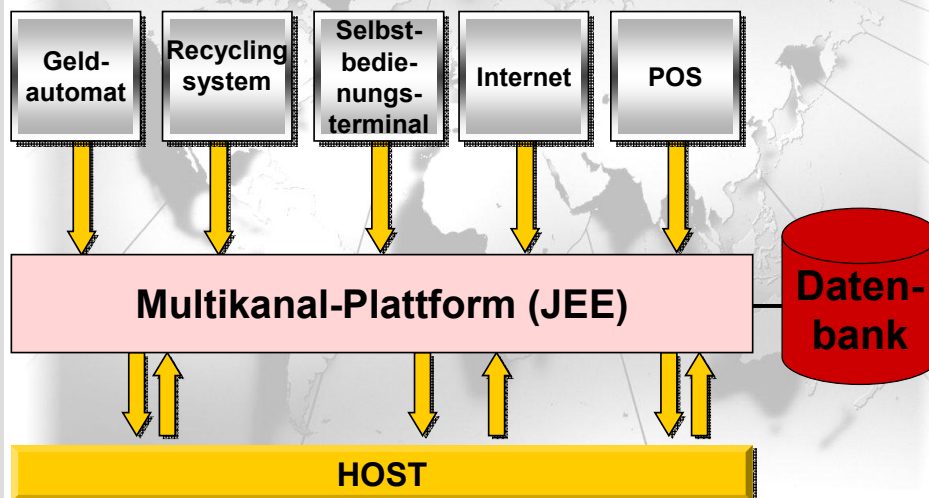 Geld-
automat
Recycling
system
Selbst-
bedie-
nungs-
terminal
Internet
POS
Multikanal-Plattform (JEE)
Daten-
bank
HOST